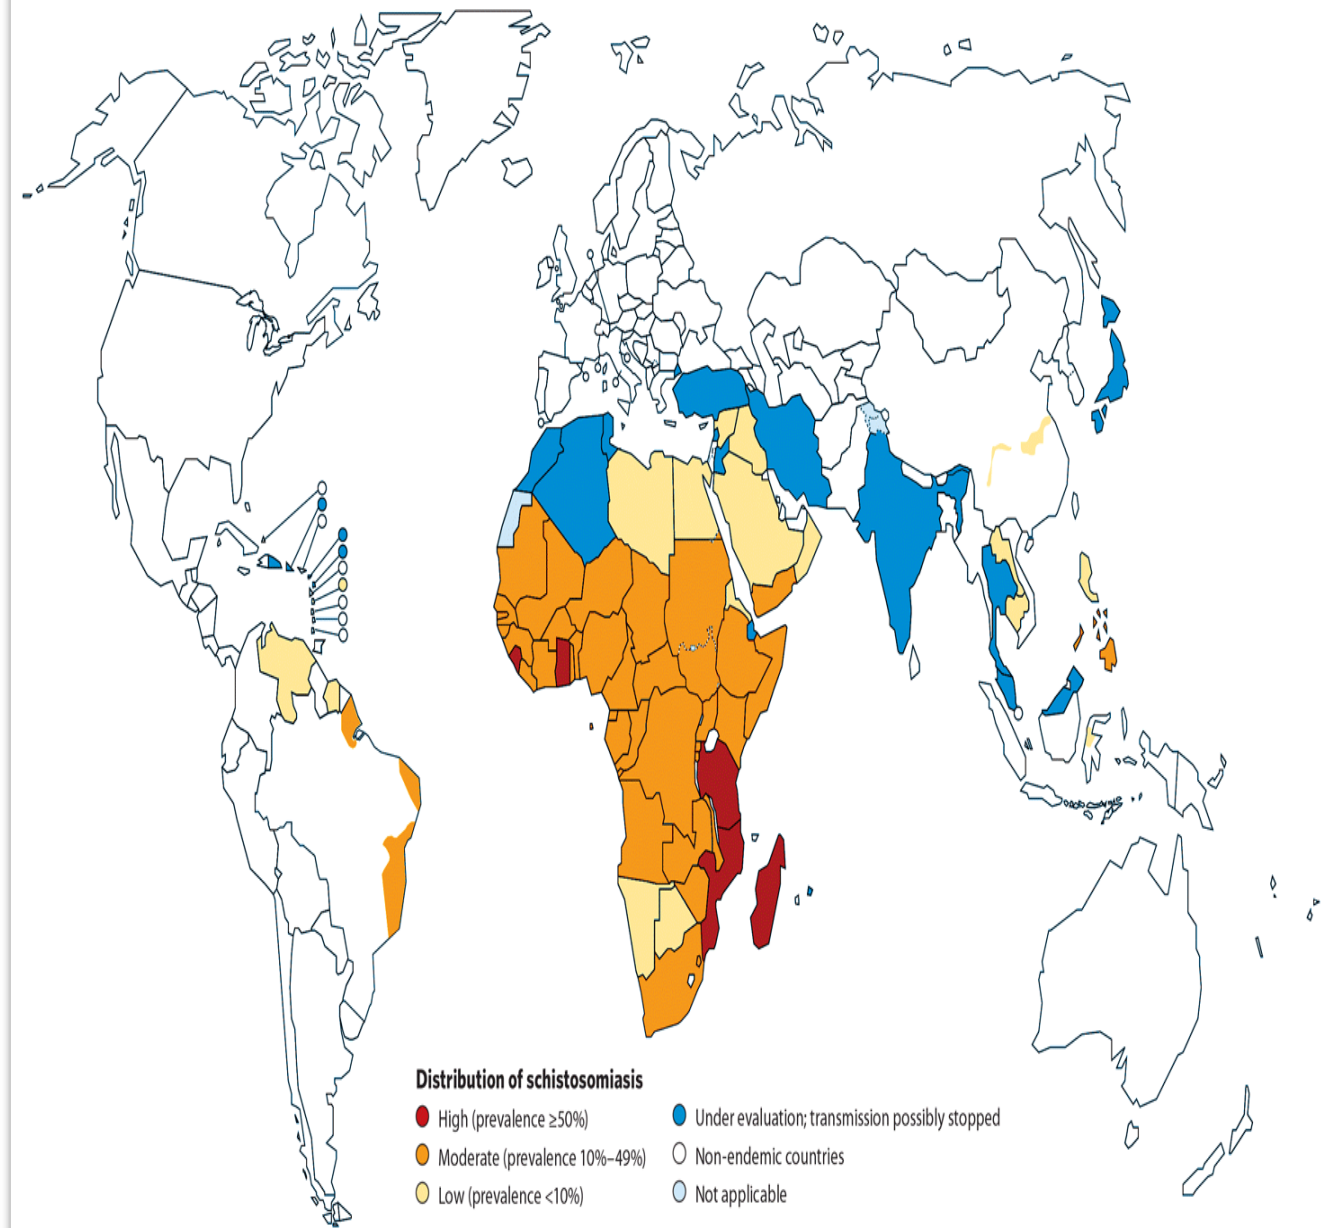 Distribution of schistosomiasis
High (prevalence ≥50%)
Moderate (prevalence 10%–49%)
Low (prevalence <10%)
Under evaluation; transmission possibly stopped
Non-endemic countries
Not applicable